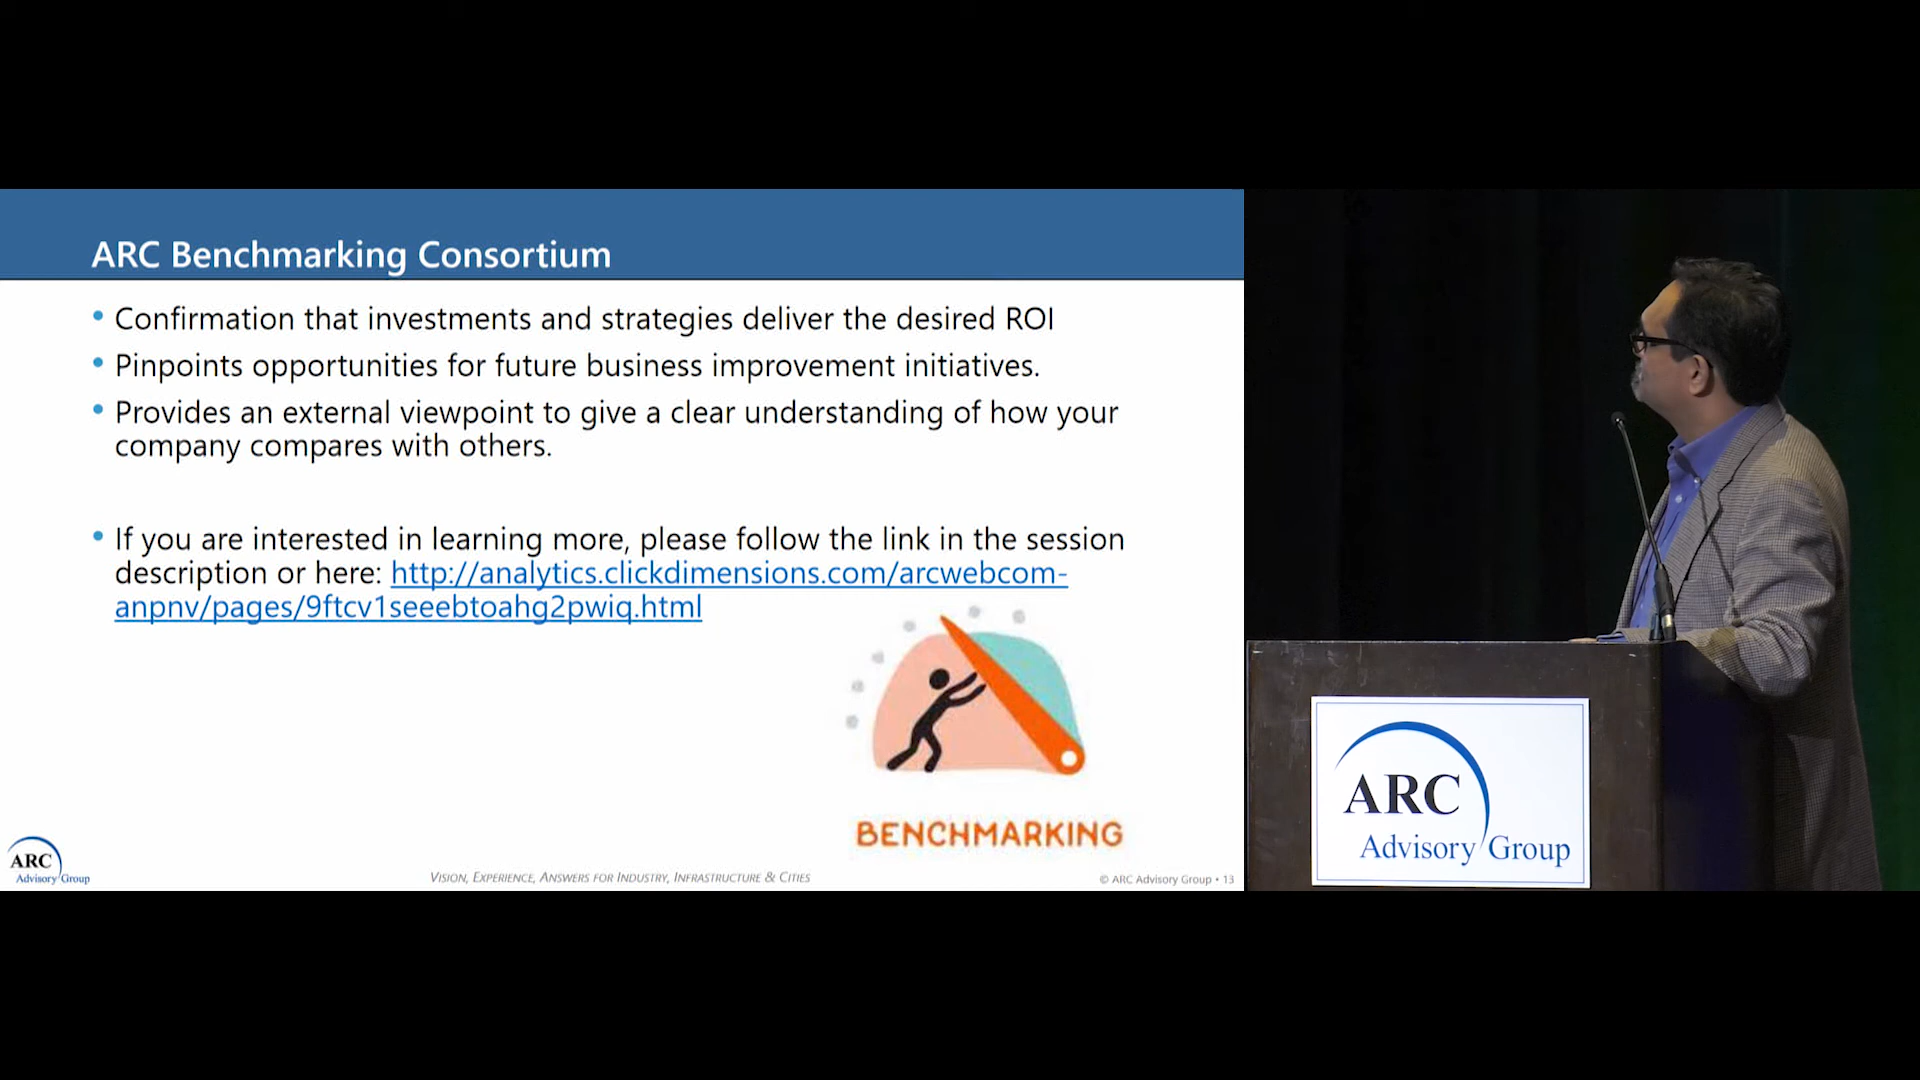 ARC Benchmarking Consortium
• Confirmation that investments and strategies deliver the desired ROI
• Pinpoints opportunities for future business improvement initiatives.
• Provides an external viewpoint to give a clear understanding of how your
company compares with others.
• If you are interested in learning more, please follow the link in the session
description or here: http://analytics.clickdimensions.com/arcwebcom-
anpnv/pages/9ftcv1seeebtoahg2pwiq.html
BENCHMARKING
ARC
Advisory Group
VISION, EXPERIENCE, ANSWERS FOR INDUSTRY, INFRASTRUCTURE & CITIES
© ARC Advisory Group • 13
ARC
Advisory Group